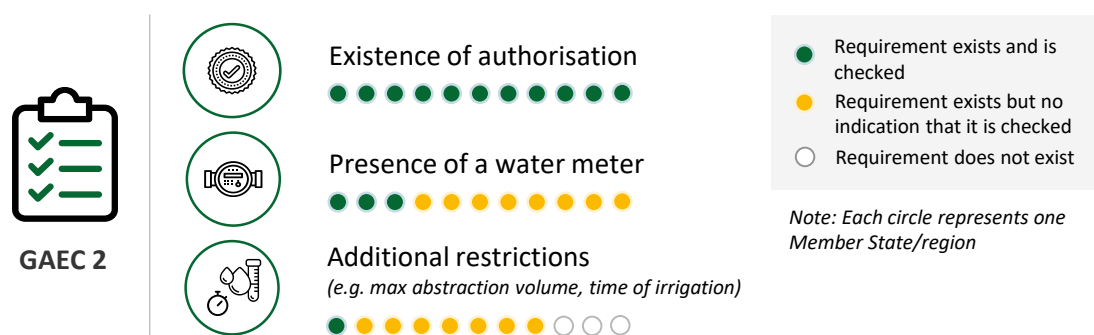 GAEC 2
Existence of authorisation
Presence of a water meter
Additional restrictions
(e.g. max abstraction volume, time of irrigation)
Requirement exists and is
checked
Requirement exists but no
indication that it is checked
Requirement does not exist
Note: Each circle represents one
Member State/region